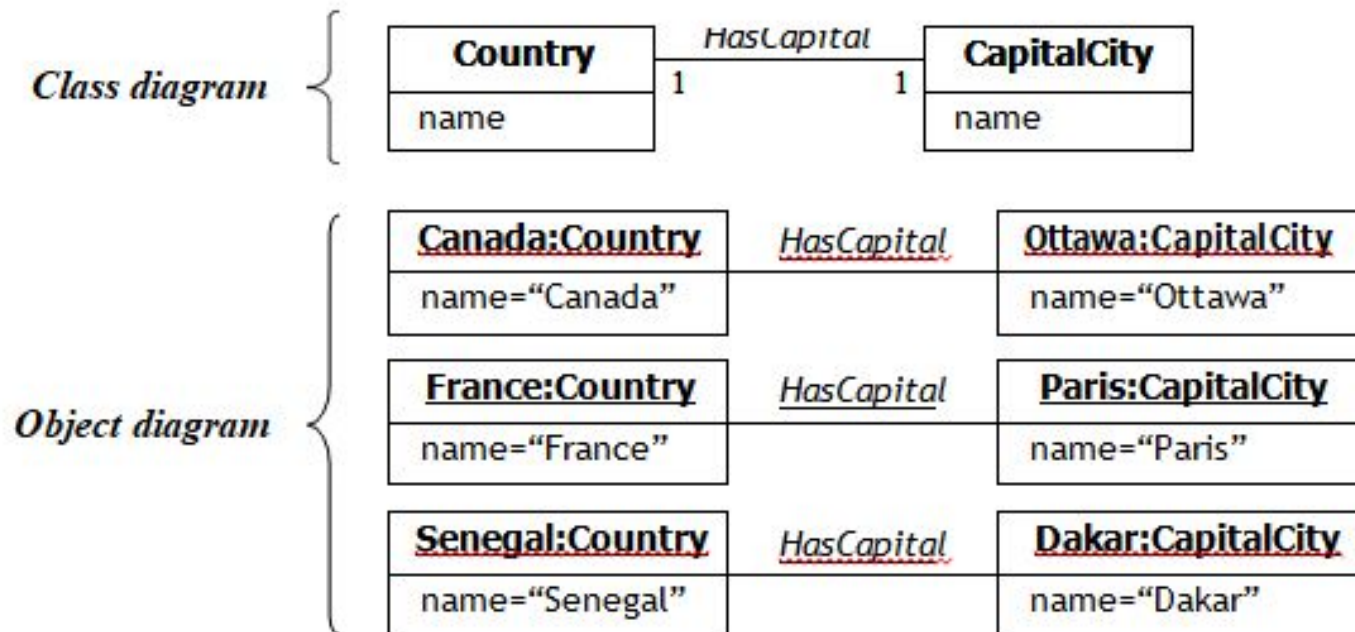 Class diagram
Country HasCapital CapitalCity
1 1
name name
Object diagram
Canada:Country HasCapital Ottawa:CapitalCity
name=“Canada” name=“Ottawa”
France:Country HasCapital Paris:CapitalCity
name=“France” name=“Paris”
Senegal:Country HasCapital Dakar:CapitalCity
name=“Senegal” name=“Dakar”